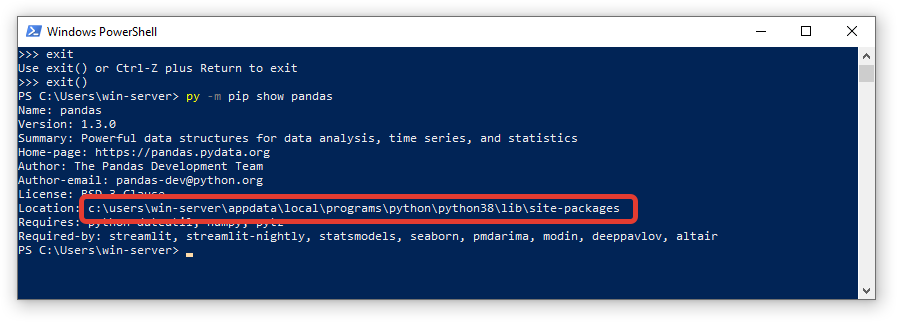 Windows PowerShell
>>> exit
Use exit() or Ctrl-Z plus Return to exit
>>> exit()
PS C:\Users\win-server> py -m pip show pandas
Name: pandas
Version: 1.3.0
Summary: Powerful data structures for data analysis, time series, and statistics
Home-page: https://pandas.pydata.org
Author: The Pandas Development Team
Author-email: pandas-dev@python.org
License: BSD-3-Clause
Location: c:\users\win-server\appdata\local\programs\python\python38\lib\site-packages
Requires: python-dateutil, numpy, pytz
Required-by: streamlit, streamlit-nightly, statsmodels, seaborn, pmdarima, modin, deeppavlov, altair
PS C:\Users\win-server>